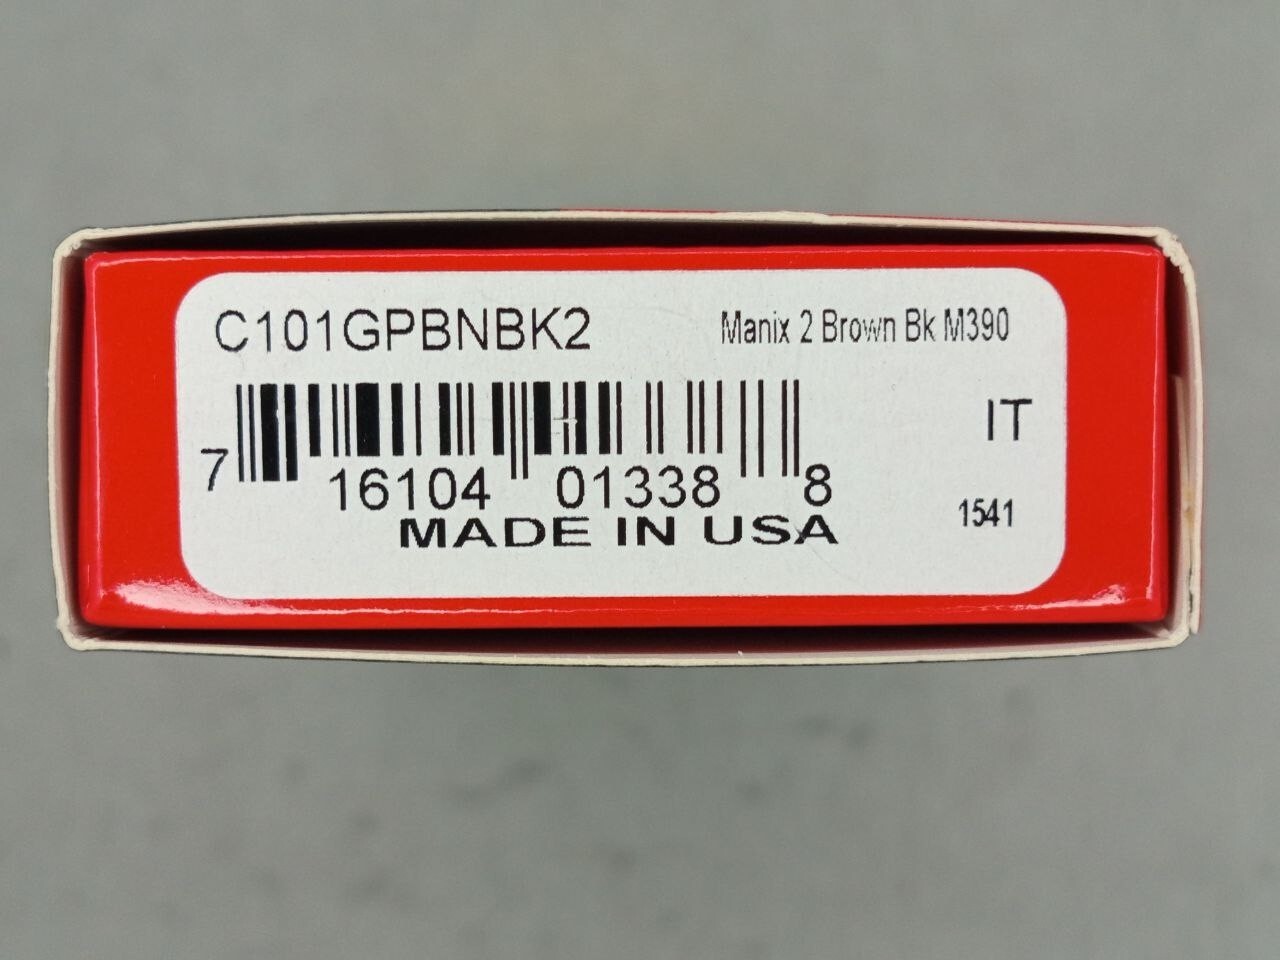 C101GPBNBK2 Manix 2 Brown Bk M390
IT
7 16104 01338 8
1541
MADE IN USA